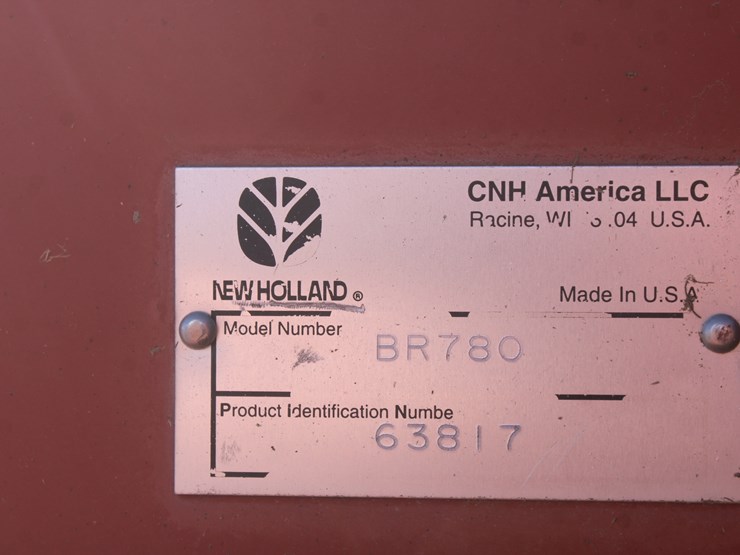 CNH America LLC
Racine, WI U.S.A.
NEW HOLLAND ®
Made In U.S.A
Model Number
BR780
Product Identification Numbe
63817